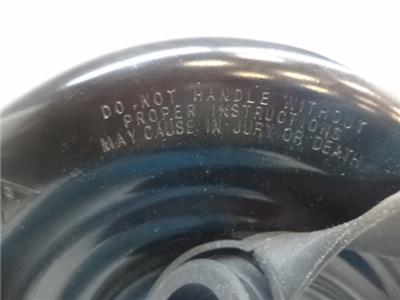 DO NOT HANDLE WITHOUT
PROPER INSTRUCTIONS
MAY CAUSE INJURY OR DEATH